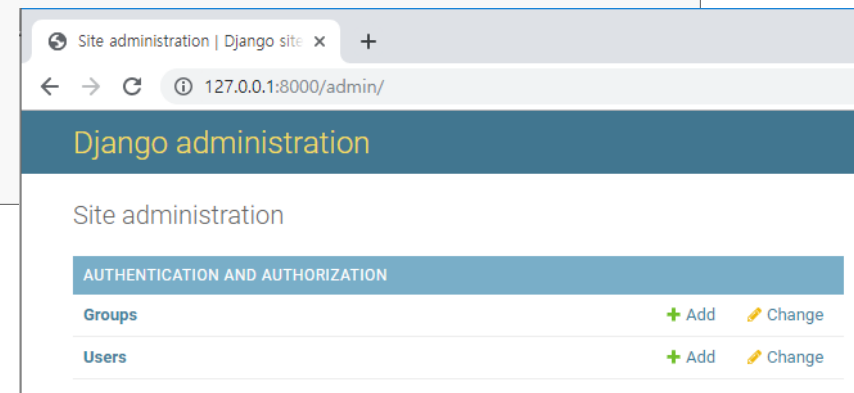 Site administration | Django site
127.0.0.1:8000/admin/
Django administration
Site administration
AUTHENTICATION AND AUTHORIZATION
Groups Add Change
Users Add Change